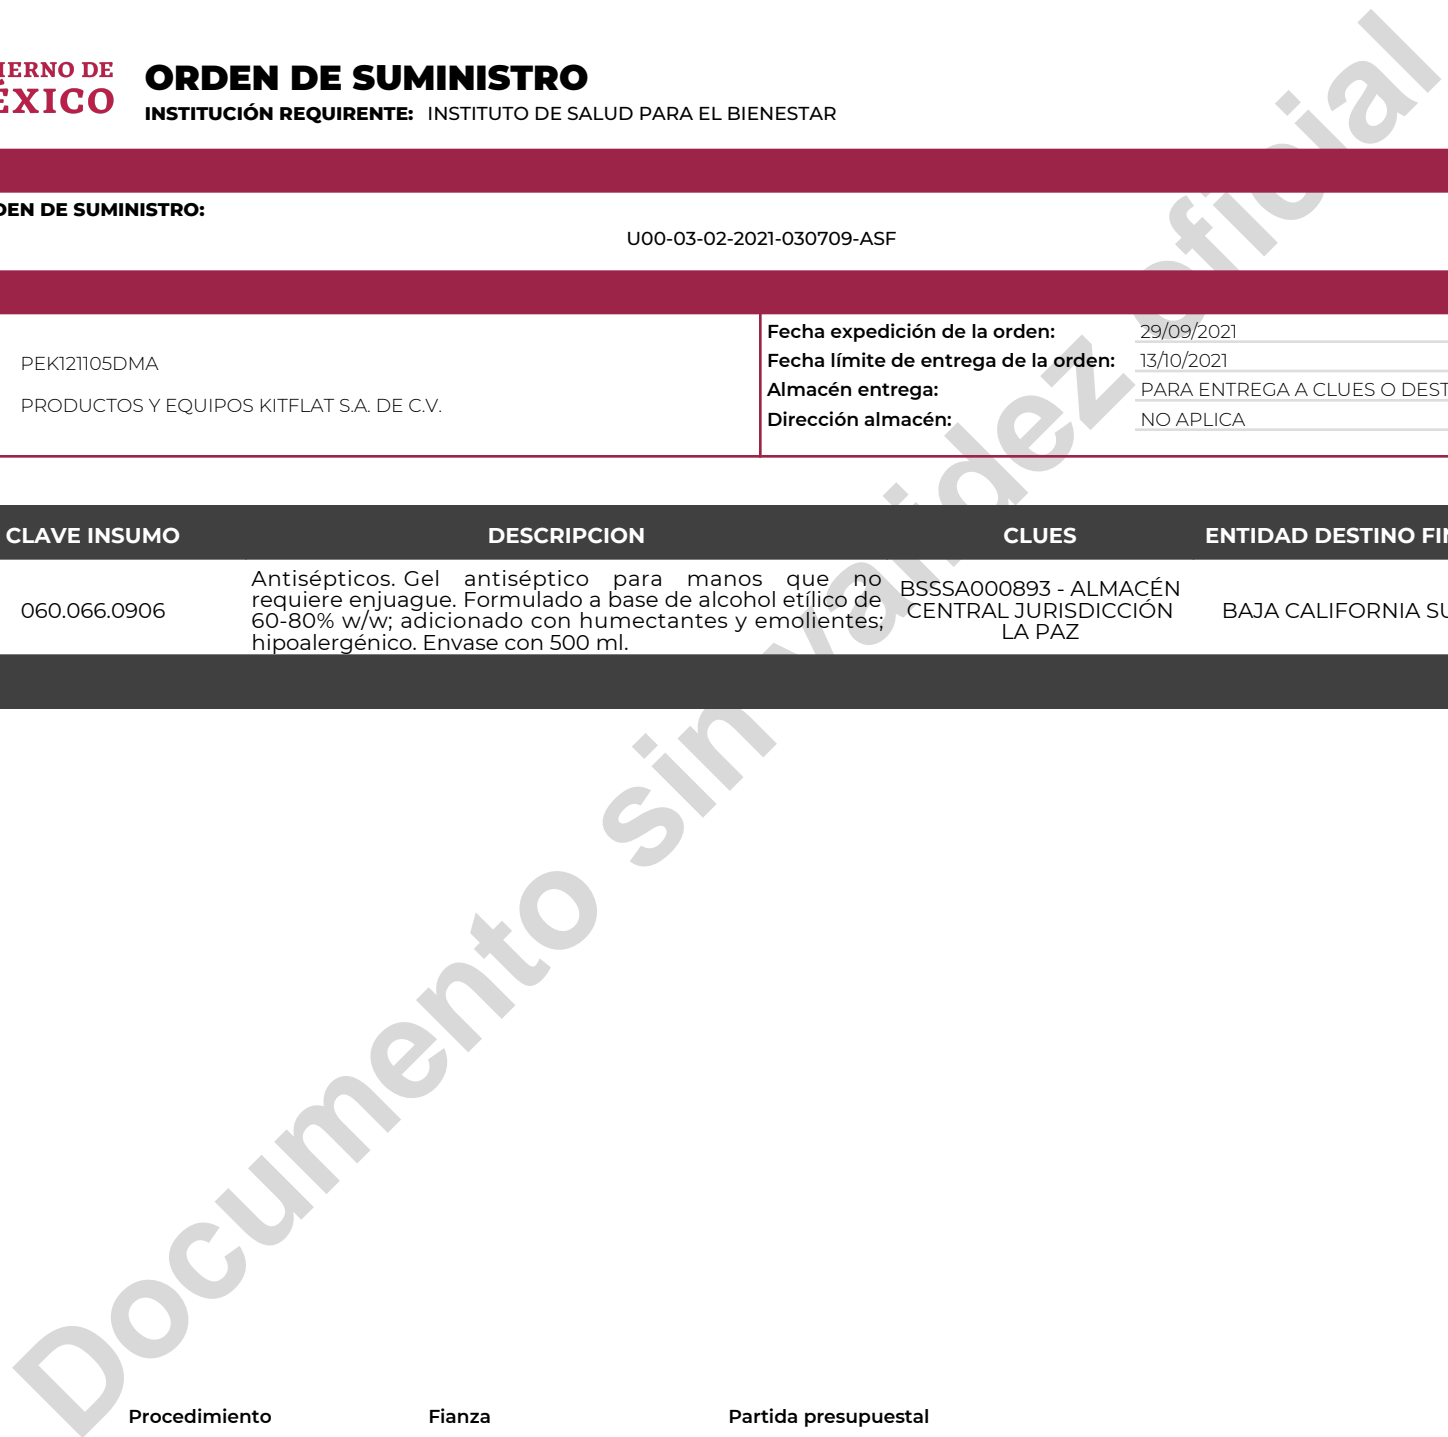 IERNO DE
ÉXICO
ORDEN DE SUMINISTRO
INSTITUCIÓN REQUIRENTE: INSTITUTO DE SALUD PARA EL BIENESTAR
DEN DE SUMINISTRO:
U00-03-02-2021-030709-ASF
PEK121105DMA
PRODUCTOS Y EQUIPOS KITFLAT S.A. DE C.V.
Fecha expedición de la orden: 29/09/2021
Fecha límite de entrega de la orden: 13/10/2021
Almacén entrega: PARA ENTREGA A CLUES O DEST
Dirección almacén: NO APLICA
CLAVE INSUMO DESCRIPCION CLUES ENTIDAD DESTINO FIN
060.066.0906
Antisépticos. Gel antiséptico para manos que no
requiere enjuague. Formulado a base de alcohol etílico de
60-80% w/w; adicionado con humectantes y emolientes;
hipoalergénico. Envase con 500 ml.
BSSSA000893 - ALMACÉN
CENTRAL JURISDICCIÓN
LA PAZ
BAJA CALIFORNIA SU
Documento sin validez oficial
Procedimiento Fianza Partida presupuestal